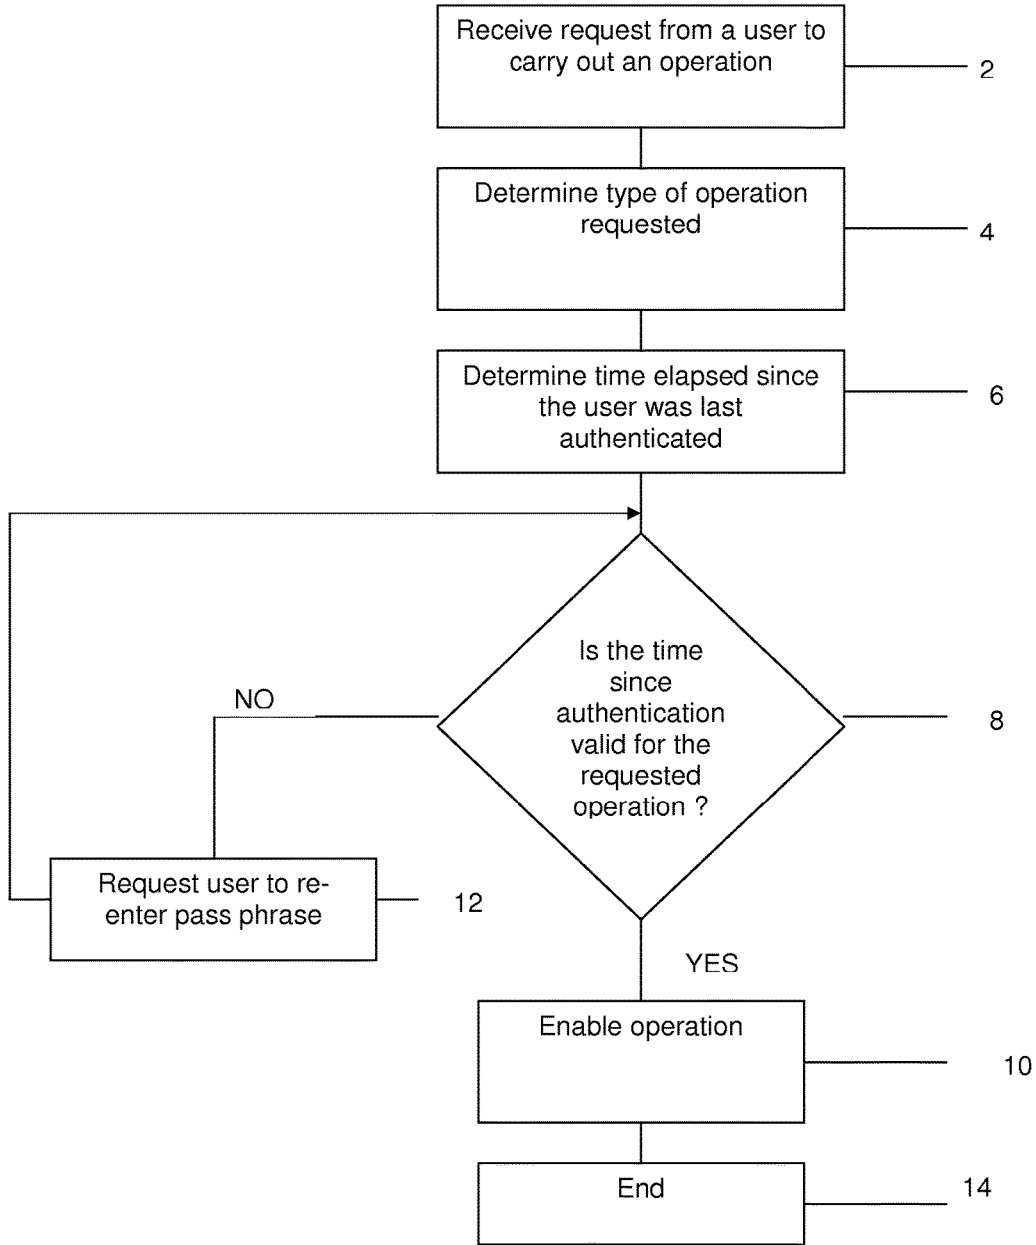 Receive request from a user to
carry out an operation
2
Determine type of operation
requested
4
Determine time elapsed since
the user was last
authenticated
6
Is the time
since
authentication
valid for the
requested
operation ?
8
NO
Request user to re-
enter pass phrase
12
YES
Enable operation
10
End
14